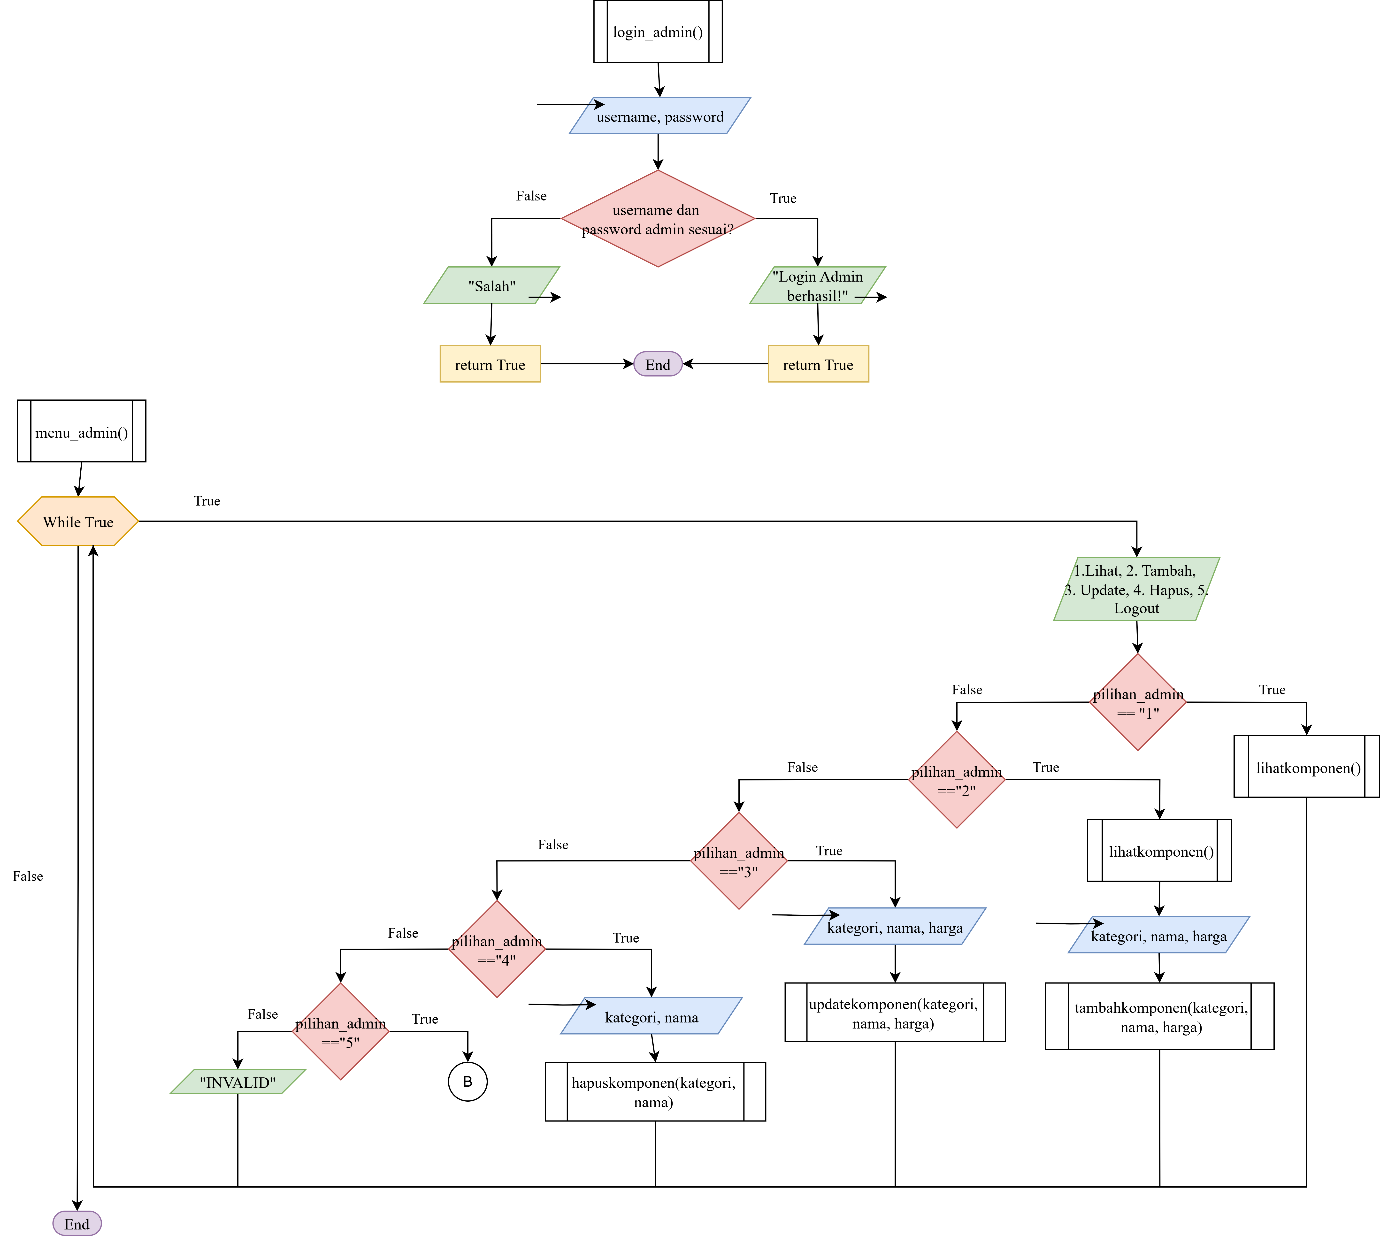 login_admin()
username, password
False
True
username dan
password admin sesuai?
"Salah"
"Login Admin
berhasil!"
return True
End
return True
menu_admin()
While True
True
1.Lihat, 2. Tambah,
3. Update, 4. Hapus, 5.
Logout
False
pilihan_admin
== "1"
True
lihatkomponen()
False
pilihan_admin
=="2"
True
lihatkomponen()
False
pilihan_admin
=="3"
True
kategori, nama, harga
kategori, nama, harga
False
False
pilihan_admin
=="4"
True
updatekomponen(kategori,
nama, harga)
tambahkomponen(kategori,
nama, harga)
kategori, nama
False
pilihan_admin
=="5"
True
"INVALID"
B
hapuskomponen(kategori,
nama)
End